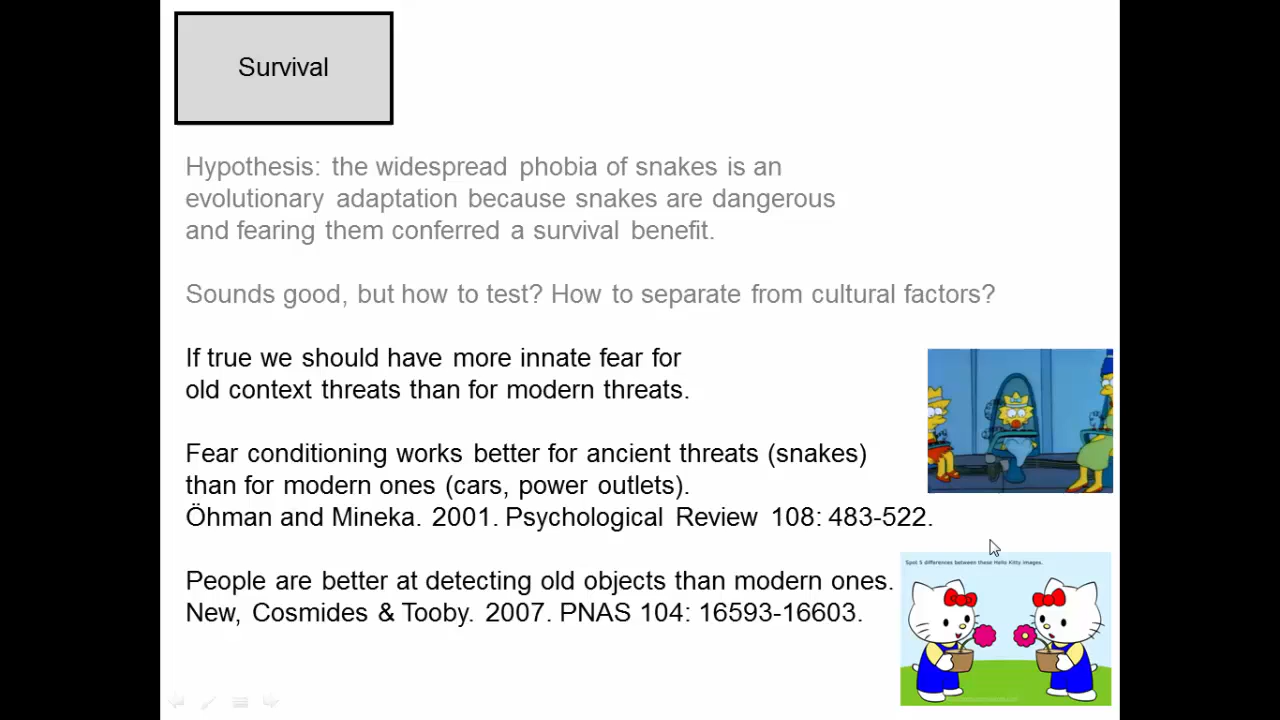 Survival
Hypothesis: the widespread phobia of snakes is an
evolutionary adaptation because snakes are dangerous
and fearing them conferred a survival benefit.
Sounds good, but how to test? How to separate from cultural factors?
If true we should have more innate fear for
old context threats than for modern threats.
Fear conditioning works better for ancient threats (snakes)
than for modern ones (cars, power outlets).
Öhman and Mineka. 2001. Psychological Review 108: 483-522.
People are better at detecting old objects than modern ones.
New, Cosmides & Tooby. 2007. PNAS 104: 16593-16603.
Spot 5 differences between these Hello Kitty images.